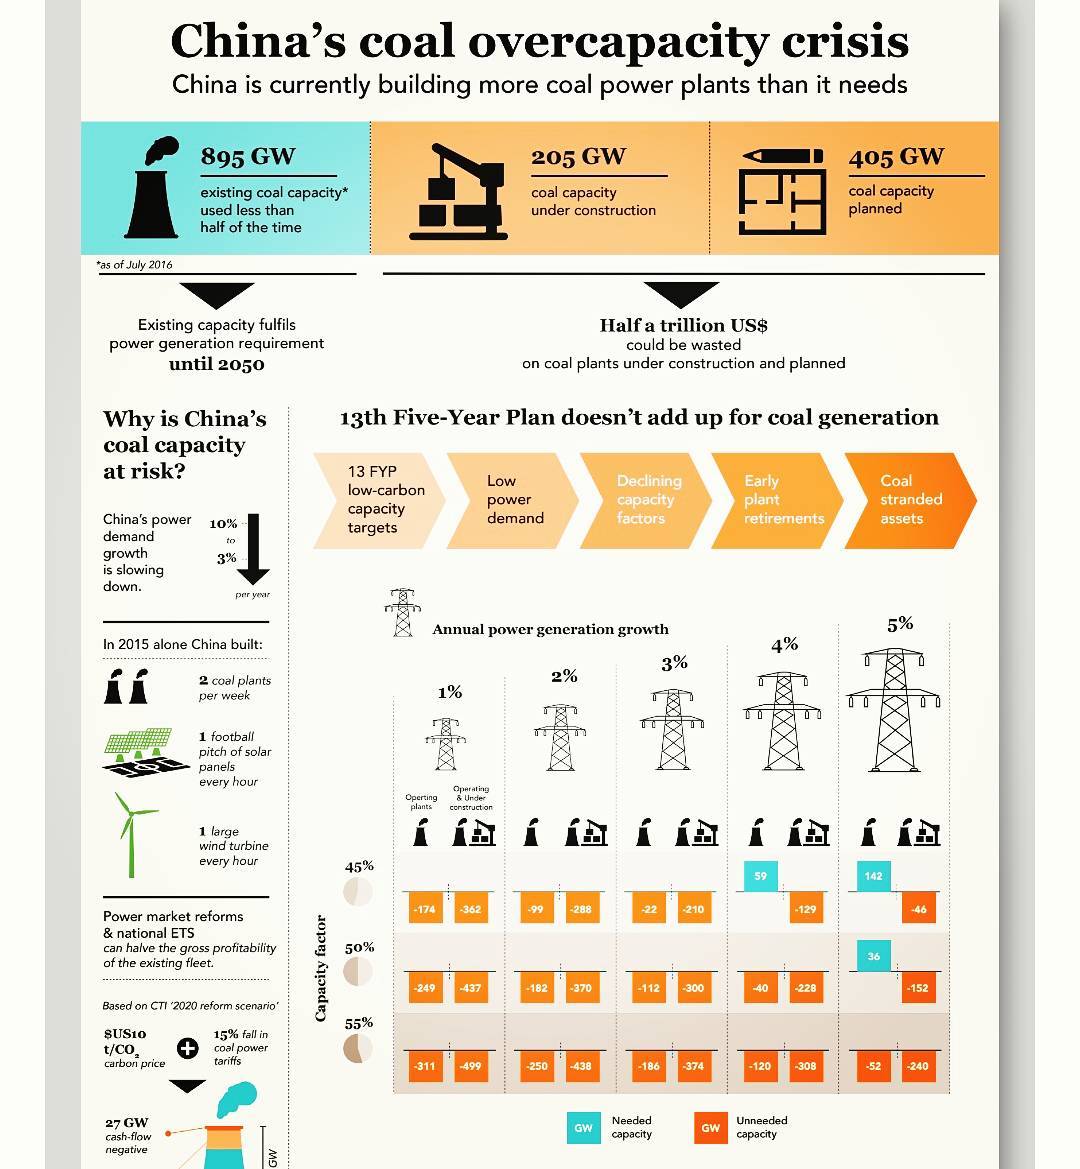 China's coal overcapacity crisis
China is currently building more coal power plants than it needs
895 GW
existing coal capacity*
used less than
half of the time
205 GW
coal capacity
under construction
405 GW
coal capacity
planned
*as of July 2016
Existing capacity fulfils
power generation requirement
until 2050
Half a trillion US$
could be wasted
on coal plants under construction and planned
Why is China's
coal capacity
at risk?
China's power
demand
growth
is slowing
down.
10%
to
3%
per year
In 2015 alone China built:
2 coal plants
per week
1 football
pitch of solar
panels
every hour
1 large
wind turbine
every hour
Power market reforms
& national ETS
can halve the gross profitability
of the existing fleet.
Based on CTI '2020 reform scenario'
$US10
t/CO2
carbon price
15% fall in
coal power
tariffs
27 GW
cash-flow
negative
GW
13th Five-Year Plan doesn't add up for coal generation
13 FYP
low-carbon
capacity
targets
Low
power
demand
Declining
capacity
factors
Early
plant
retirements
Coal
stranded
assets
Annual power generation growth
1%
2%
3%
4%
5%
Operting
plants
Operating
& Under
construction
Capacity factor
45%
59
142
-174 -362 -99 -288 -22 -210 -129 -46
50%
36
-249 -437 -182 -370 -112 -300 -40 -228 -152
55%
-311 -499 -250 -438 -186 -374 -120 -308 -52 -240
GW
Needed
capacity
GW
Unneeded
capacity